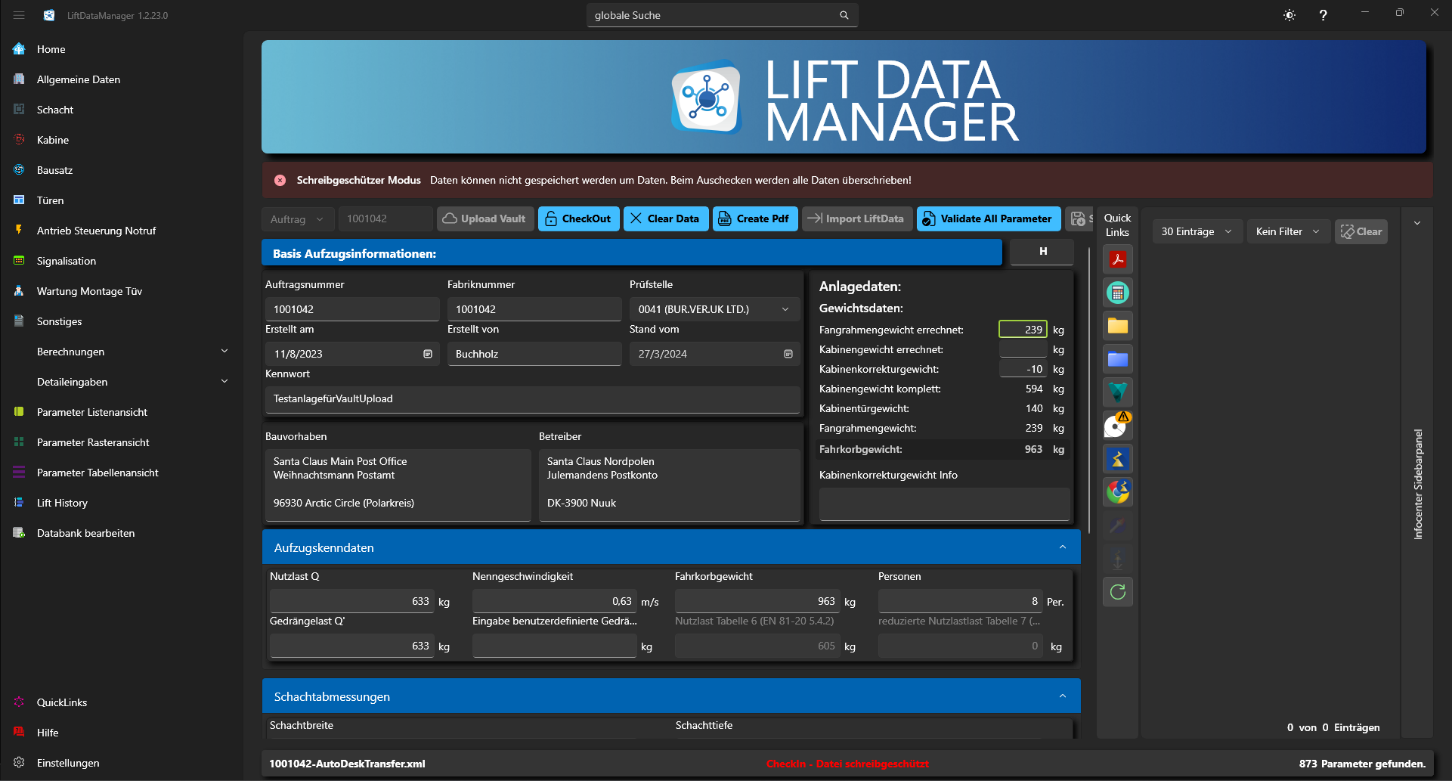 LiftDataManager 1.2.23.0
globale Suche
?
Home
Allgemeine Daten
Schacht
Kabine
Bausatz
Türen
Antrieb Steuerung Notruf
Signalisation
Wartung Montage Tüv
Sonstiges
Berechnungen
Detaileingaben
Parameter Listenansicht
Parameter Rasteransicht
Parameter Tabellenansicht
Lift History
Databank bearbeiten
QuickLinks
Hilfe
Einstellungen
LIFT DATA
MANAGER
Schreibgeschützer Modus Daten können nicht gespeichert werden um Daten. Beim Auschecken werden alle Daten überschrieben!
Auftrag 1001042 Upload Vault CheckOut Clear Data Create Pdf Import LiftData Validate All Parameter S
Basis Aufzugsinformationen: H
Auftragsnummer Fabriknummer Prüfstelle
1001042 1001042 0041 (BUR.VER.UK LTD.)
Erstellt am Erstellt von Stand vom
11/8/2023 Buchholz 27/3/2024
Kennwort
TestanlagefürVaultUpload
Bauvorhaben
Santa Claus Main Post Office
Weihnachtsmann Postamt
96930 Arctic Circle (Polarkreis)
Betreiber
Santa Claus Nordpolen
Julemandens Postkonto
DK-3900 Nuuk
Anlagedaten:
Gewichtsdaten:
Fangrahmengewicht errechnet: 239 kg
Kabinengewicht errechnet: kg
Kabinenkorrekturgewicht: -10 kg
Kabinengewicht komplett: 594 kg
Kabinentürgewicht: 140 kg
Fangrahmengewicht: 239 kg
Fahrkorbgewicht: 963 kg
Kabinenkorrekturgewicht Info
Aufzugskenndaten
Nutzlast Q Nenngeschwindigkeit Fahrkorbgewicht Personen
633 kg 0,63 m/s 963 kg 8 Per.
Gedrängelast Q' Eingabe benutzerdefinierte Gedrä... Nutzlast Tabelle 6 (EN 81-20 5.4.2) reduzierte Nutzlastlast Tabelle 7 (...
633 kg kg 605 kg 0 kg
Schachtabmessungen
Schachtbreite Schachttiefe
Quick
Links
30 Einträge Kein Filter Clear
Infocenter Sidebarpanel
0 von 0 Einträgen
1001042-AutoDeskTransfer.xml CheckIn - Datei schreibgeschützt 873 Parameter gefunden.